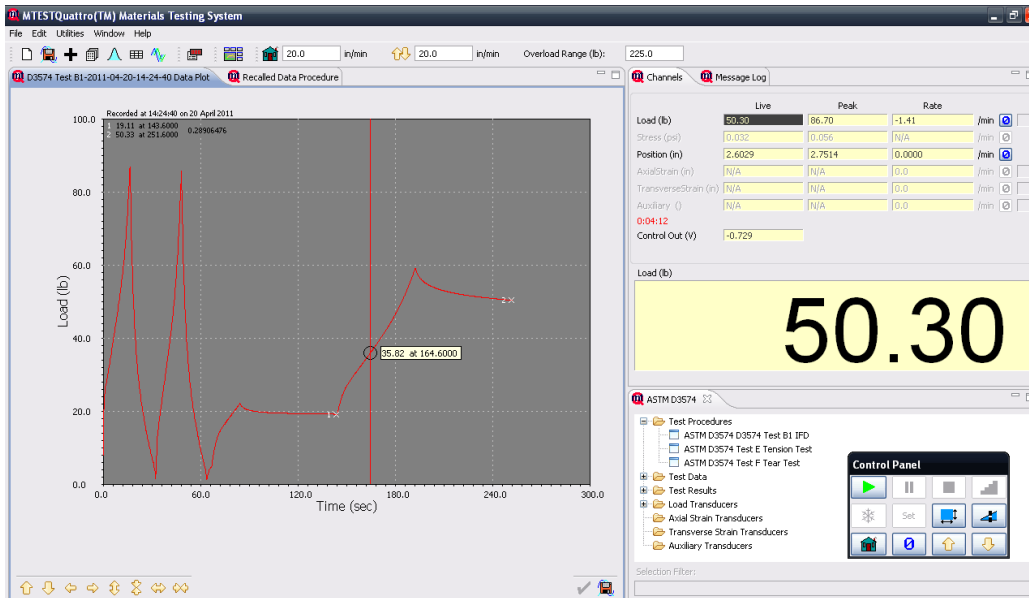 MTESTQuattro(TM) Materials Testing System
File Edit Utilities Window Help
20.0 in/min 20.0 in/min Overload Range (lb): 225.0
D3574 Test B1-2011-04-20-14-24-40 Data Plot Recalled Data Procedure
Recorded at 14:24:40 on 20 April 2011
1 19.11 at 143.6000 0.28906476
2 50.33 at 251.6000
100.0
80.0
60.0
40.0
20.0
0.0
Load (lb)
35.82 at 164.6000
1 ×
2 ×
0.0 60.0 120.0 180.0 240.0 300.0
Time (sec)
Channels Message Log
Live Peak Rate
Load (lb) 50.30 86.70 -1.41 /min 0
Stress (psi) 0.032 0.056 N/A /min 0
Position (in) 2.6029 2.7514 0.0000 /min 0
AxialStrain (in) N/A N/A 0.0 /min 0
TransverseStrain (in) N/A N/A 0.0 /min 0
Auxiliary () N/A N/A 0.0 /min 0
0:04:12
Control Out (V) -0.729
Load (lb)
50.30
ASTM D3574
Test Procedures
ASTM D3574 D3574 Test B1 IFD
ASTM D3574 Test E Tension Test
ASTM D3574 Test F Tear Test
Test Data
Test Results
Load Transducers
Axial Strain Transducers
Transverse Strain Transducers
Auxiliary Transducers
Selection Filter:
Control Panel
Set
0